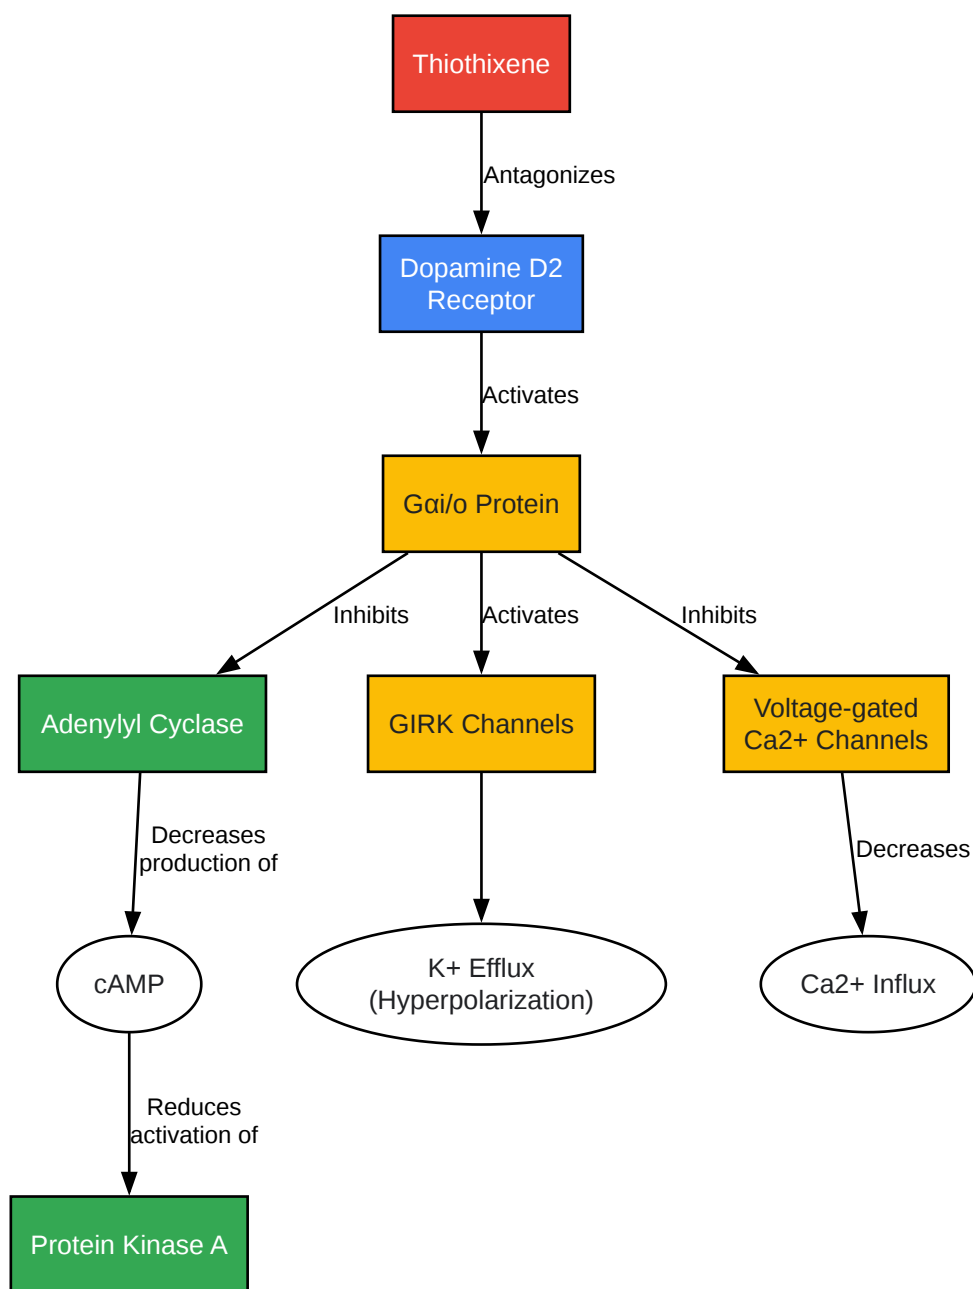 Thiothixene
Antagonizes
Dopamine D2
Receptor
Activates
Gαi/o Protein
Inhibits
Activates
Inhibits
Adenylyl Cyclase
GIRK Channels
Voltage-gated
Ca2+ Channels
Decreases
production of
Decreases
cAMP
K+ Efflux
(Hyperpolarization)
Ca2+ Influx
Reduces
activation of
Protein Kinase A